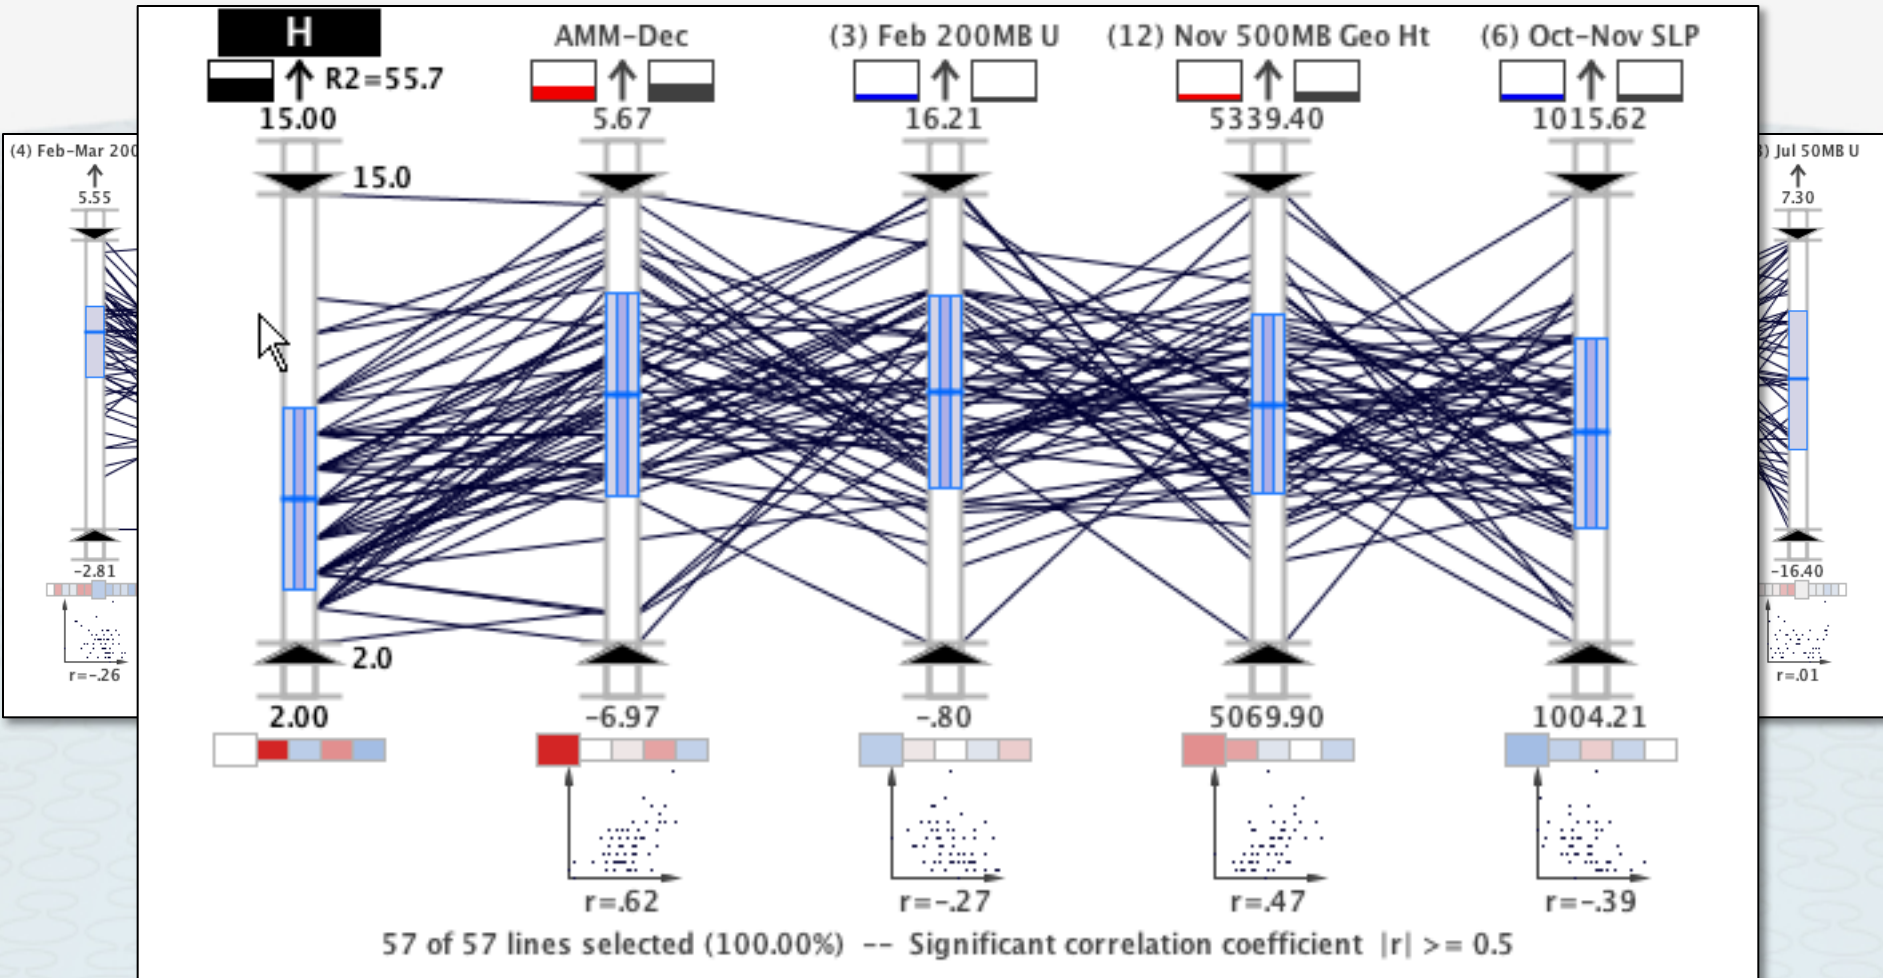 H
R2=55.7
15.00
15.0
2.0
2.00
AMM-Dec
5.67
-6.97
r=.62
(3) Feb 200MB U
16.21
-.80
r=-.27
(12) Nov 500MB Geo Ht
5339.40
5069.90
r=.47
(6) Oct-Nov SLP
1015.62
1004.21
r=-.39
57 of 57 lines selected (100.00%) -- Significant correlation coefficient |r| >= 0.5
(4) Feb-Mar 200
5.55
-2.81
r=-.26
) Jul 50MB U
7.30
-16.40
r=.01